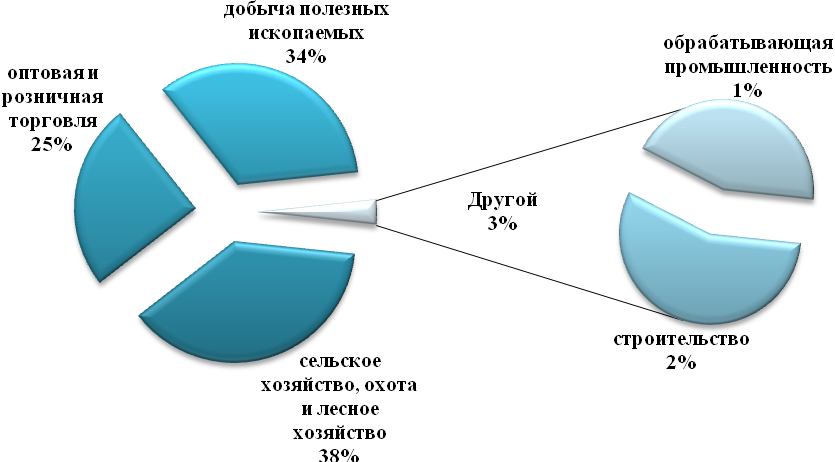 добыча полезных
ископаемых
34%
оптовая и
розничная
торговля
25%
сельское
хозяйство, охота
и лесное
хозяйство
38%
Другой
3%
обрабатывающая
промышленность
1%
строительство
2%